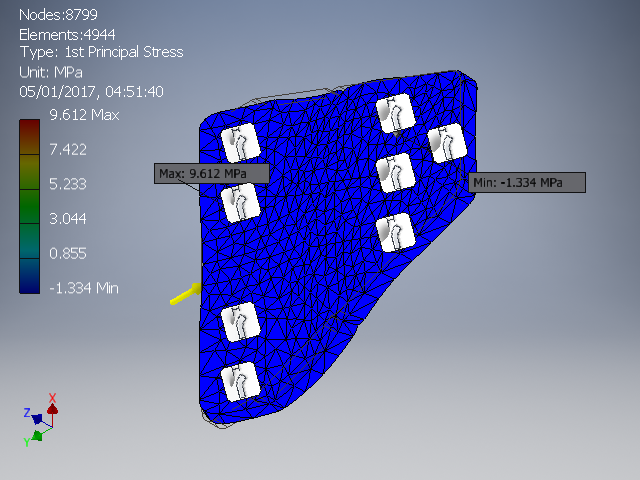 Nodes:8799
Elements:4944
Type: 1st Principal Stress
Unit: MPa
05/01/2017, 04:51:40
9.612 Max
7.422
5.233
3.044
0.855
-1.334 Min
Max: 9.612 MPa
Min: -1.334 MPa
X
Z
Y